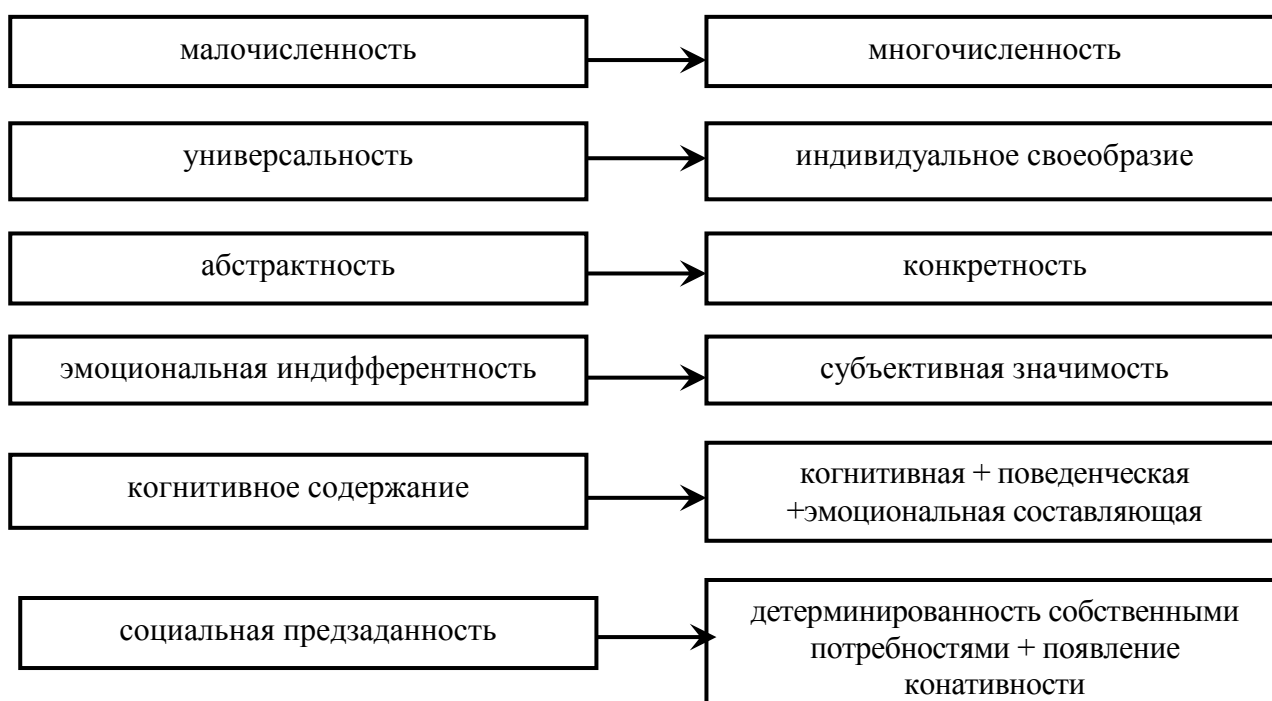 малочисленность
многочисленность
универсальность
индивидуальное своеобразие
абстрактность
конкретность
эмоциональная индифферентность
субъективная значимость
когнитивное содержание
когнитивная + поведенческая
+эмоциональная составляющая
социальная предзаданность
детерминированность собственными
потребностями + появление
конативности